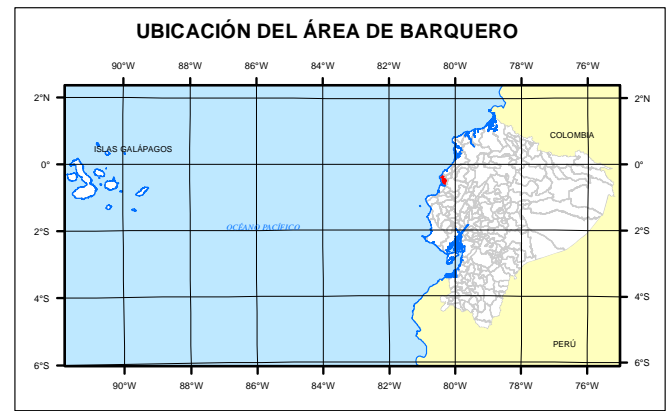 UBICACIÓN DEL ÁREA DE BARQUERO
90°W 88°W 86°W 84°W 82°W 80°W 78°W 76°W
2°N 2°N
COLOMBIA
ISLAS GALÁPAGOS
0° 0°
OCÉANO PACÍFICO
2°S 2°S
4°S 4°S
PERÚ
6°S 6°S
90°W 88°W 86°W 84°W 82°W 80°W 78°W 76°W